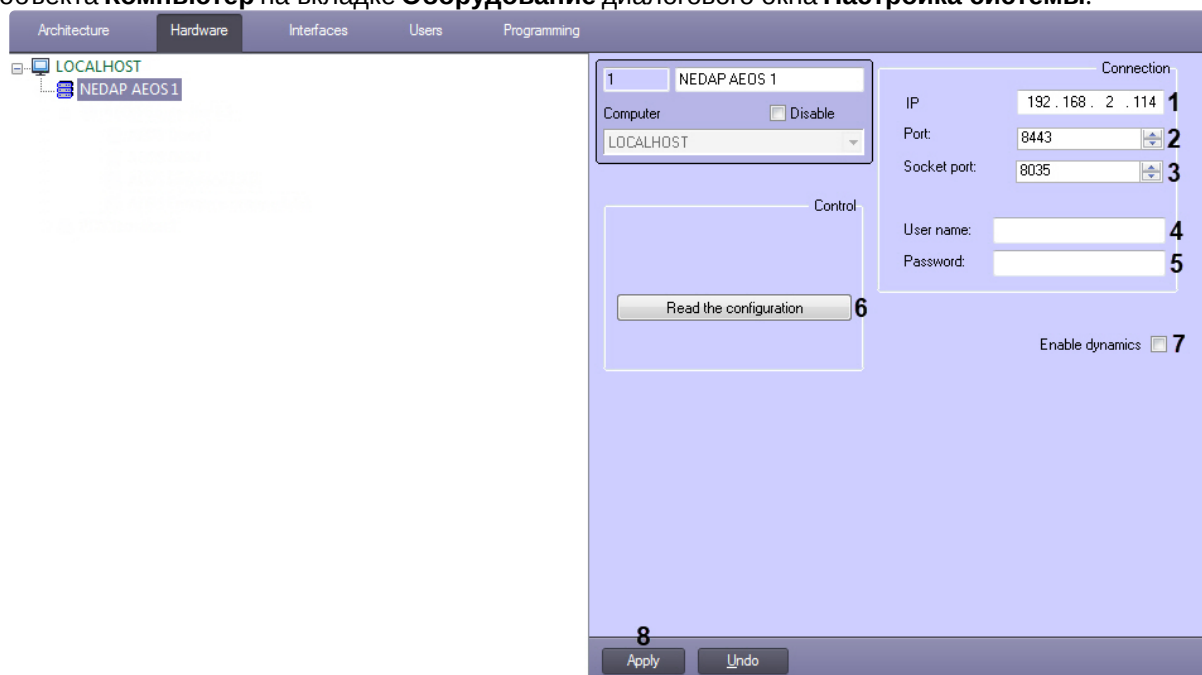 объекта Компьютер на вкладке Оборудование диалогового окна Настройка системы.
Architecture Hardware Interfaces Users Programming
LOCALHOST
NEDAP AEOS 1
1 NEDAP AEOS 1
Computer Disable
LOCALHOST
Control
Read the configuration 6
Connection
IP 192 . 168 . 2 . 114 1
Port: 8443 2
Socket port: 8035 3
User name: 4
Password: 5
Enable dynamics 7
8
Apply Undo